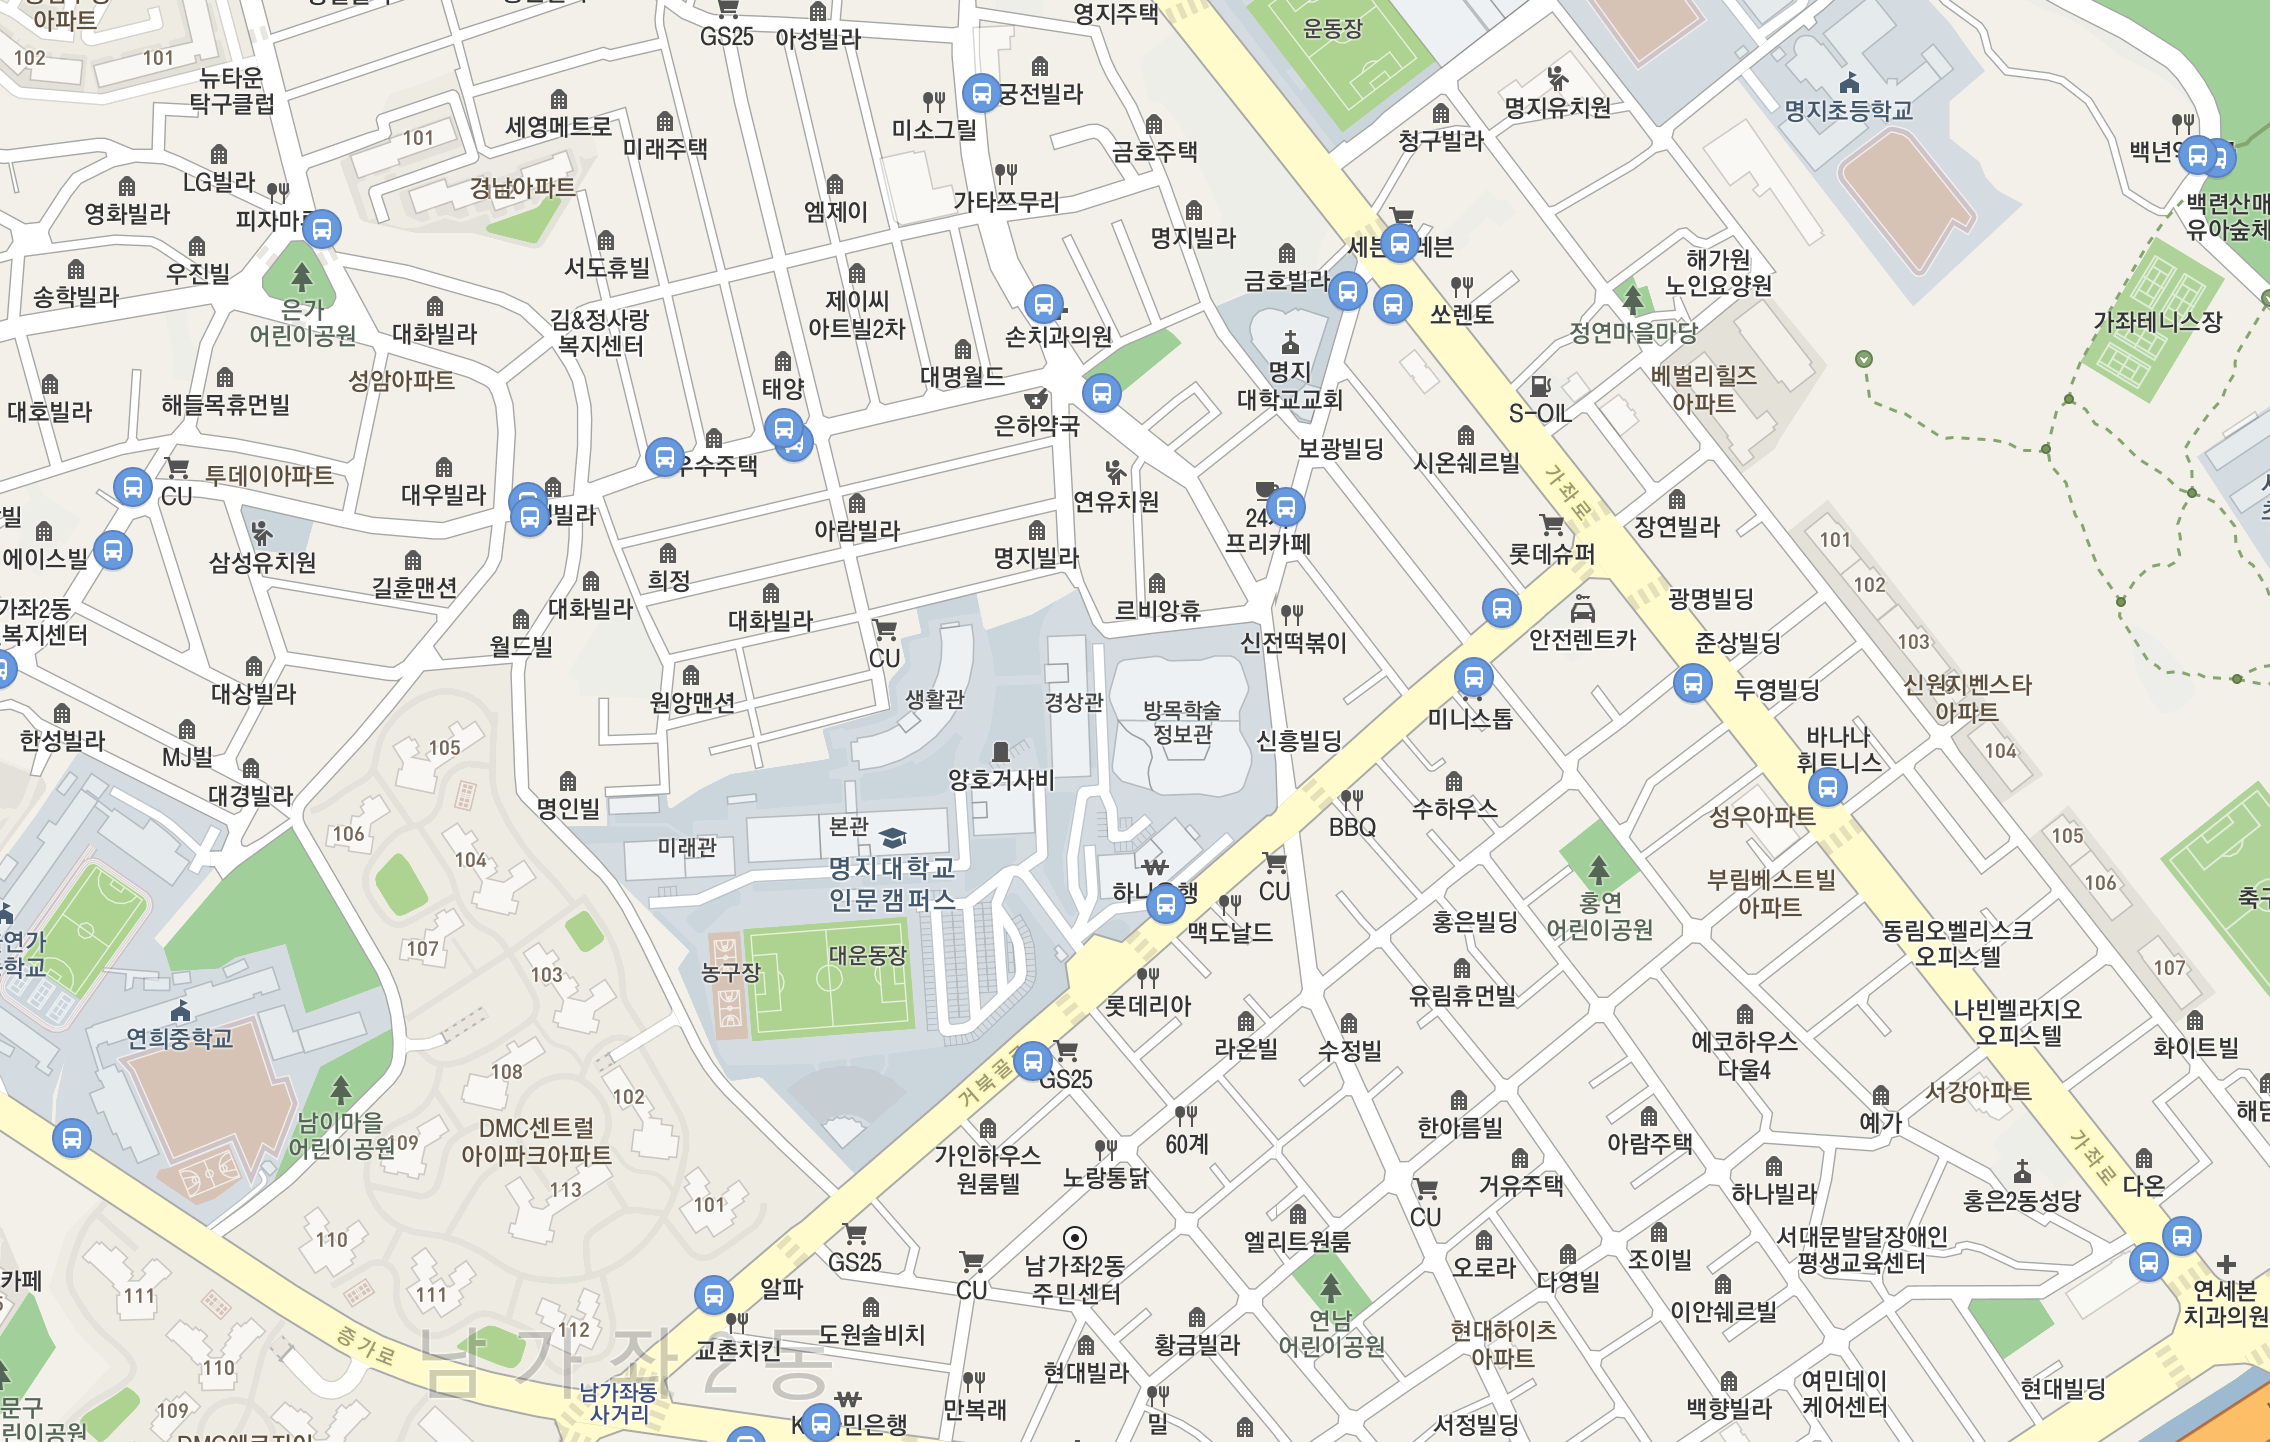 아파트
102
101
뉴타운
탁구클럽
GS25
아성빌라
영지주택
운동장
궁전빌라
미소그릴
세영메트로
미래주택
금호주택
청구빌라
명지유치원
명지초등학교
101
LG빌라
영화빌라
경남아파트
엠제이
가타쯔무리
명지빌라
우진빌
송학빌라
은가
어린이공원
대화빌라
서도휴빌
김&정사랑
복지센터
제이씨
아트빌2차
손치과의원
금호빌라
쏘렌토
해가원
노인요양원
정연마을마당
백련산매
유아숲체
가좌테니스장
대호빌라
해들목휴먼빌
성암아파트
태양
대명월드
은하약국
명지
대학교교회
보광빌딩
시온쉐르빌
S-OIL
베벌리힐즈
아파트
CU
투데이아파트
대우빌라
우수주택
연유치원
가좌로
장연빌라
에이스빌
삼성유치원
길훈맨션
아람빌라
명지빌라
희정
프리카페
롯데슈퍼
101
102
103
가좌2동
복지센터
월드빌
대화빌라
대화빌라
CU
르비앙휴
신전떡볶이
안전렌트카
광명빌딩
준상빌딩
두영빌딩
신원지벤스타
아파트
104
대상빌라
한성빌라
MJ빌
대경빌라
원앙맨션
생활관
경상관
방목학술
정보관
신흥빌딩
미니스톱
바나나
휘트니스
105
106
104
107
103
명인빌
양호거사비
본관
미래관
명지대학교
인문캠퍼스
BBQ
수하우스
성우아파트
부림베스트빌
아파트
105
106
107
CU
맥도날드
홍은빌딩
홍연
어린이공원
동림오벨리스크
오피스텔
농구장
대운동장
롯데리아
유림휴먼빌
나빈벨라지오
오피스텔
연희중학교
라온빌
수정빌
에코하우스
다울4
화이트빌
거북골
GS25
108
102
109
남이마을
어린이공원
DMC센트럴
아이파크아파트
113
101
가인하우스
원룸텔
노랑통닭
60계
한아름빌
아람주택
예가
서강아파트
거유주택
하나빌라
홍은2동성당
다온
가좌로
110
111
111
112
GS25
CU
남가좌2동
주민센터
엘리트원룸
CU
오로라
다영빌
조이빌
서대문발달장애인
평생교육센터
이안쉐르빌
연세본
치과의원
카페
증가로
110
109
알파
교촌치킨
도원솔비치
현대빌라
황금빌라
연남
어린이공원
현대하이츠
아파트
남가좌2동
남가좌동
사거리
만복래
밀
서정빌딩
백향빌라
여민데이
케어센터
현대빌딩